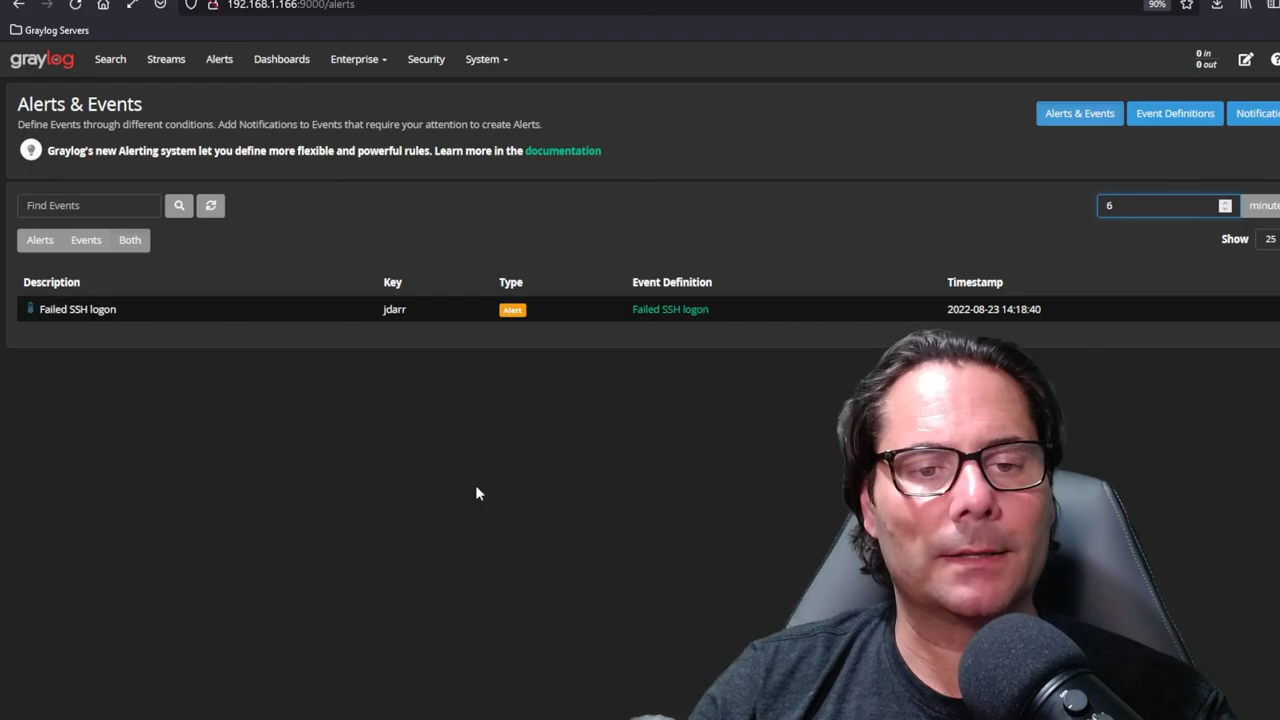 192.168.1.166:9000/alerts
90%
Graylog Servers
graylog
Search
Streams
Alerts
Dashboards
Enterprise
Security
System
0 in
0 out
Alerts & Events
Define Events through different conditions. Add Notifications to Events that require your attention to create Alerts.
Graylog's new Alerting system let you define more flexible and powerful rules. Learn more in the documentation
Alerts & Events
Event Definitions
Notificatio
Find Events
6
minute
Alerts
Events
Both
Show
25
Description
Key
Type
Event Definition
Timestamp
Failed SSH logon
jdarr
Alert
Failed SSH logon
2022-08-23 14:18:40